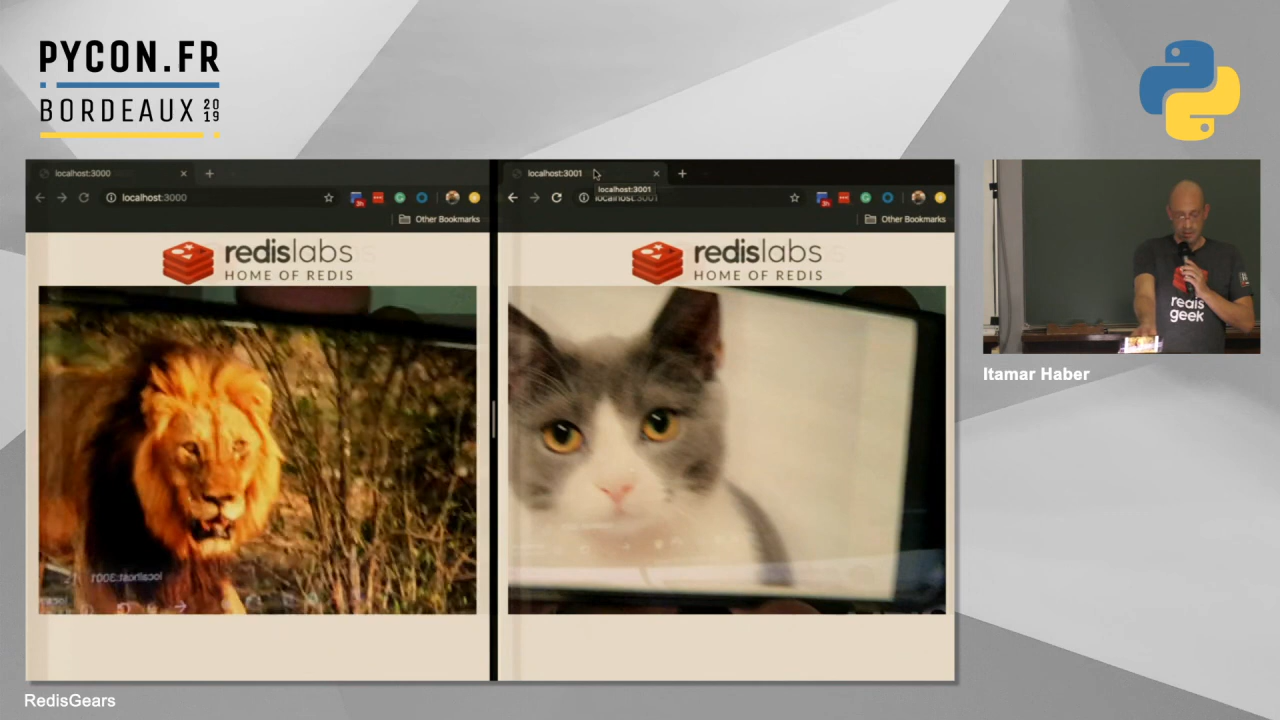 PYCON.FR
BORDEAUX 2019
localhost:3000
localhost:3000
Other Bookmarks
redislabs
HOME OF REDIS
localhost:3001
localhost:3001
localhost:3001
Other Bookmarks
redislabs
HOME OF REDIS
localhost:3001
redis
geek
Itamar Haber
RedisGears